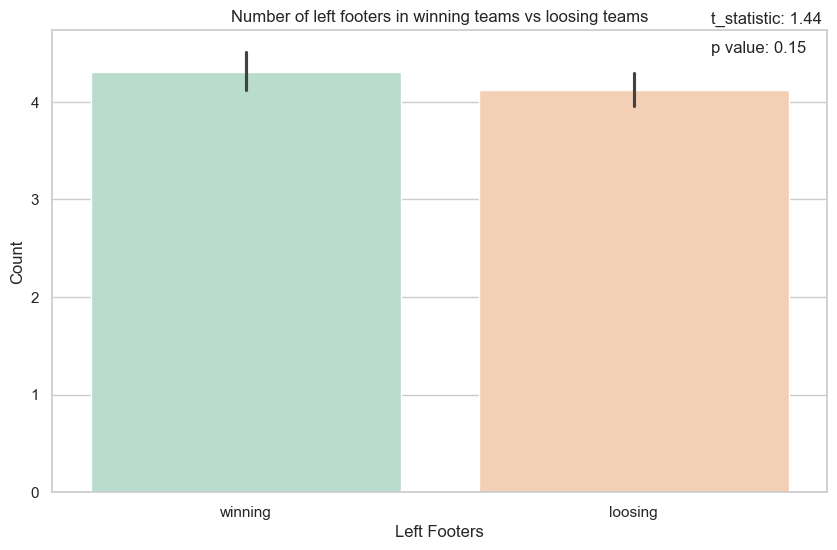 Number of left footers in winning teams vs loosing teams
t_statistic: 1.44
p value: 0.15
Count
4
3
2
1
0
winning
loosing
Left Footers